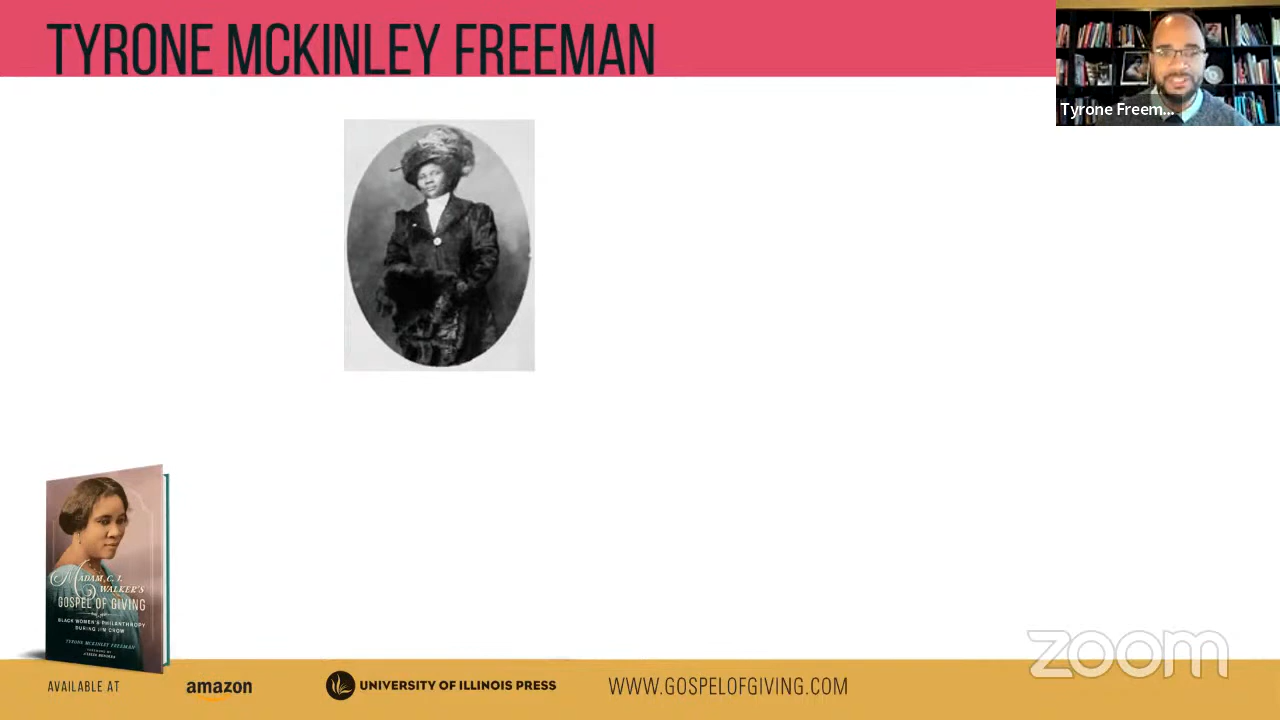 TYRONE MCKINLEY FREEMAN
Tyrone Freem...
MADAM, C. J.
WALKER'S
GOSPEL OF GIVING
BLACK WOMEN'S PHILANTHROPY
DURING JIM CROW
TYRONE MCKINLEY FREEMAN
zoom
AVAILABLE AT
amazon
UNIVERSITY OF ILLINOIS PRESS
WWW.GOSPELOFGIVING.COM